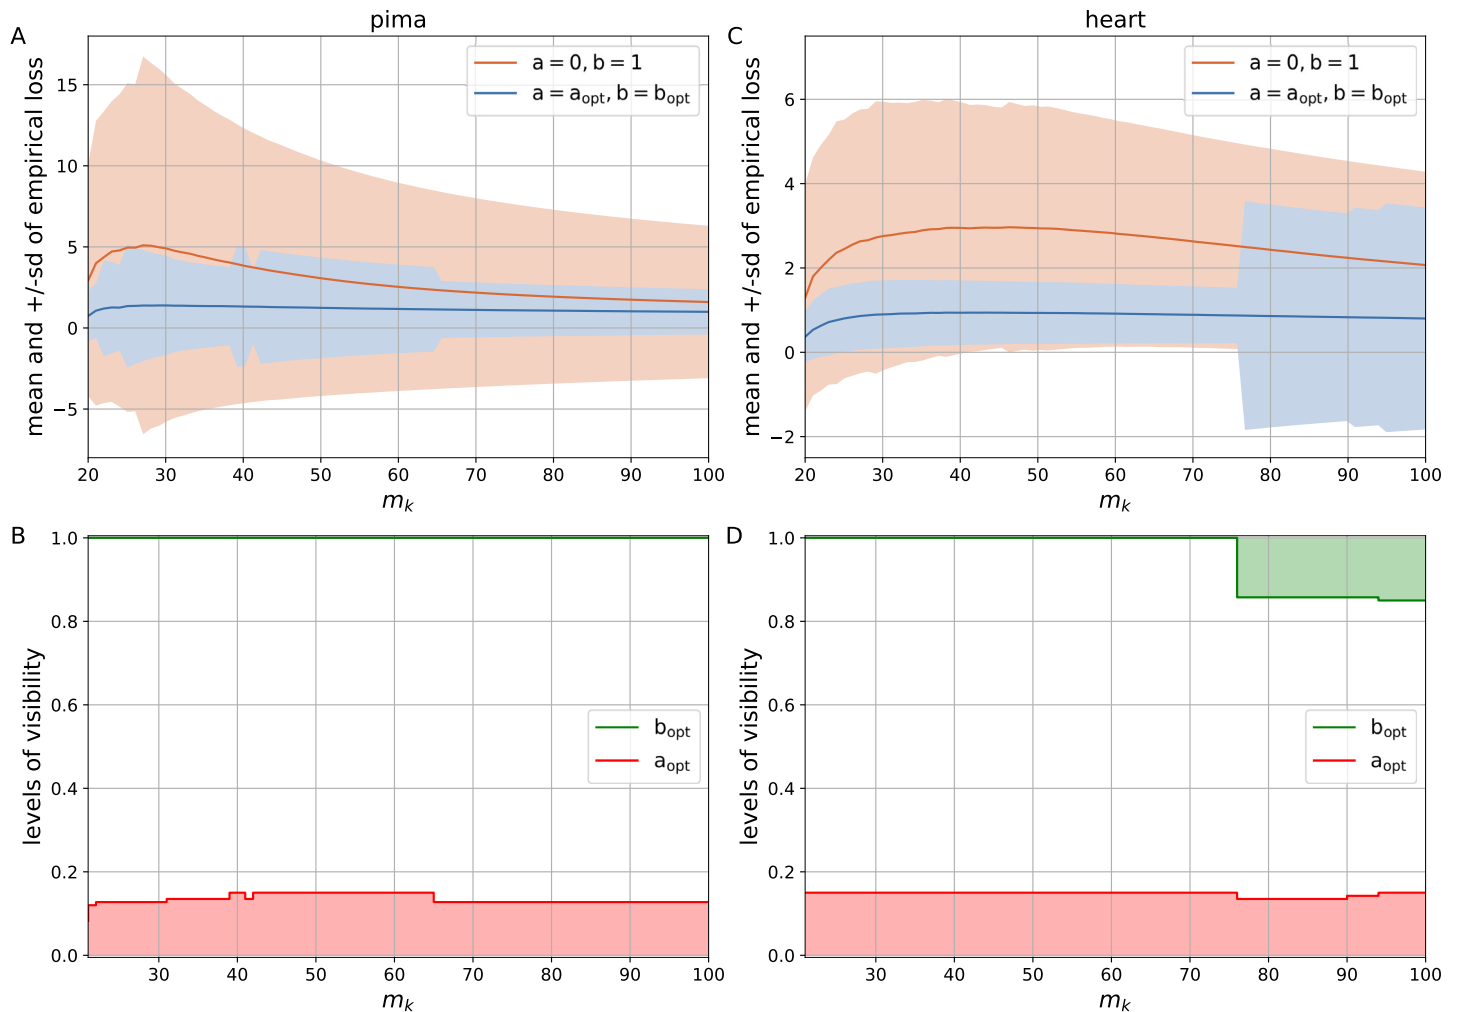 pima
A
mean and +/-sd of empirical loss
15
10
5
0
−5
a = 0, b = 1
a = a_opt, b = b_opt
20 30 40 50 60 70 80 90 100
m_k
heart
C
mean and +/-sd of empirical loss
6
4
2
0
−2
a = 0, b = 1
a = a_opt, b = b_opt
20 30 40 50 60 70 80 90 100
m_k
B
levels of visibility
1.0
0.8
0.6
0.4
0.2
0.0
b_opt
a_opt
30 40 50 60 70 80 90 100
m_k
D
levels of visibility
1.0
0.8
0.6
0.4
0.2
0.0
b_opt
a_opt
30 40 50 60 70 80 90 100
m_k